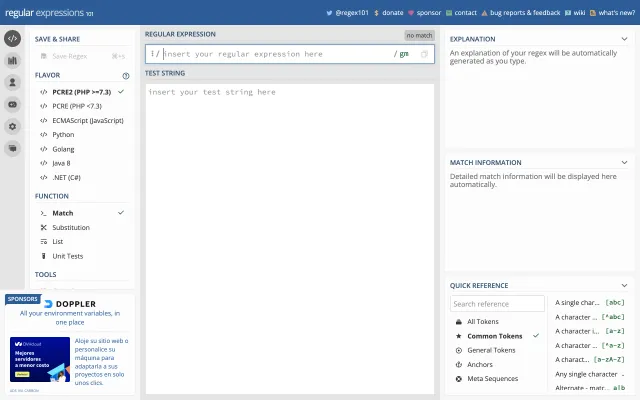 regular expressions 101
@regex101
$ donate
sponsor
contact
bug reports & feedback
wiki
what's new?
SAVE & SHARE
Save Regex ⌘+s
FLAVOR
PCRE2 (PHP >=7.3)
PCRE (PHP <7.3)
ECMAScript (JavaScript)
Python
Golang
Java 8
.NET (C#)
FUNCTION
Match
Substitution
List
Unit Tests
TOOLS
SPONSORS
DOPPLER
All your environment variables, in
one place
OVHcloud
Mejores
servidores
a menor costo
Aloje su sitio web o
personalice su
máquina para
adaptarla a sus
proyectos en solo
unos clics.
REGULAR EXPRESSION
no match
/ insert your regular expression here / gm
TEST STRING
insert your test string here
EXPLANATION
An explanation of your regex will be automatically
generated as you type.
MATCH INFORMATION
Detailed match information will be displayed here
automatically.
QUICK REFERENCE
Search reference
All Tokens
Common Tokens
General Tokens
Anchors
Meta Sequences
A single char... [abc]
A character ... [^abc]
A character i... [a-z]
A character ... [^a-z]
A charact... [a-zA-Z]
Any single character .
Alternate - matc... a|b